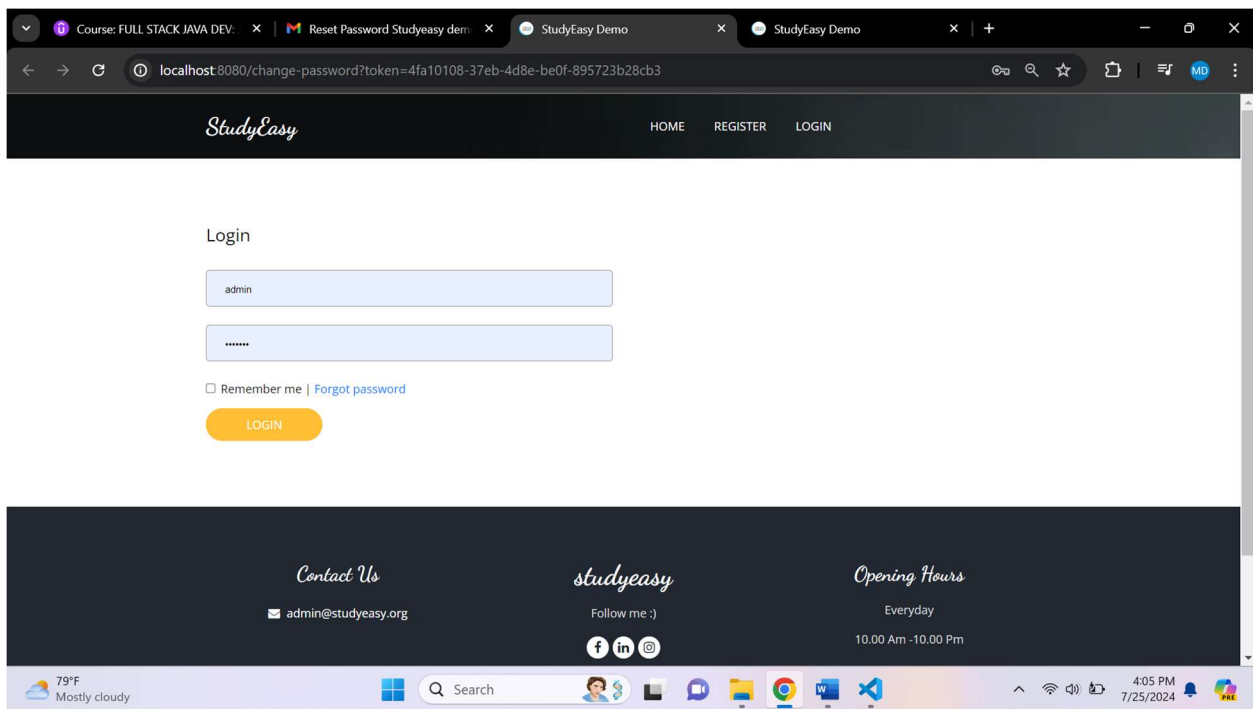 Course: FULL STACK JAVA DEV:
Reset Password Studyeasy dem
StudyEasy Demo
StudyEasy Demo
localhost:8080/change-password?token=4fa10108-37eb-4d8e-be0f-895723b28cb3
MD
StudyEasy
HOME
REGISTER
LOGIN
Login
admin
•••••••
Remember me | Forgot password
LOGIN
Contact Us
admin@studyeasy.org
studyeasy
Follow me :)
Opening Hours
Everyday
10.00 Am -10.00 Pm
79°F
Mostly cloudy
Search
4:05 PM
7/25/2024
PRE